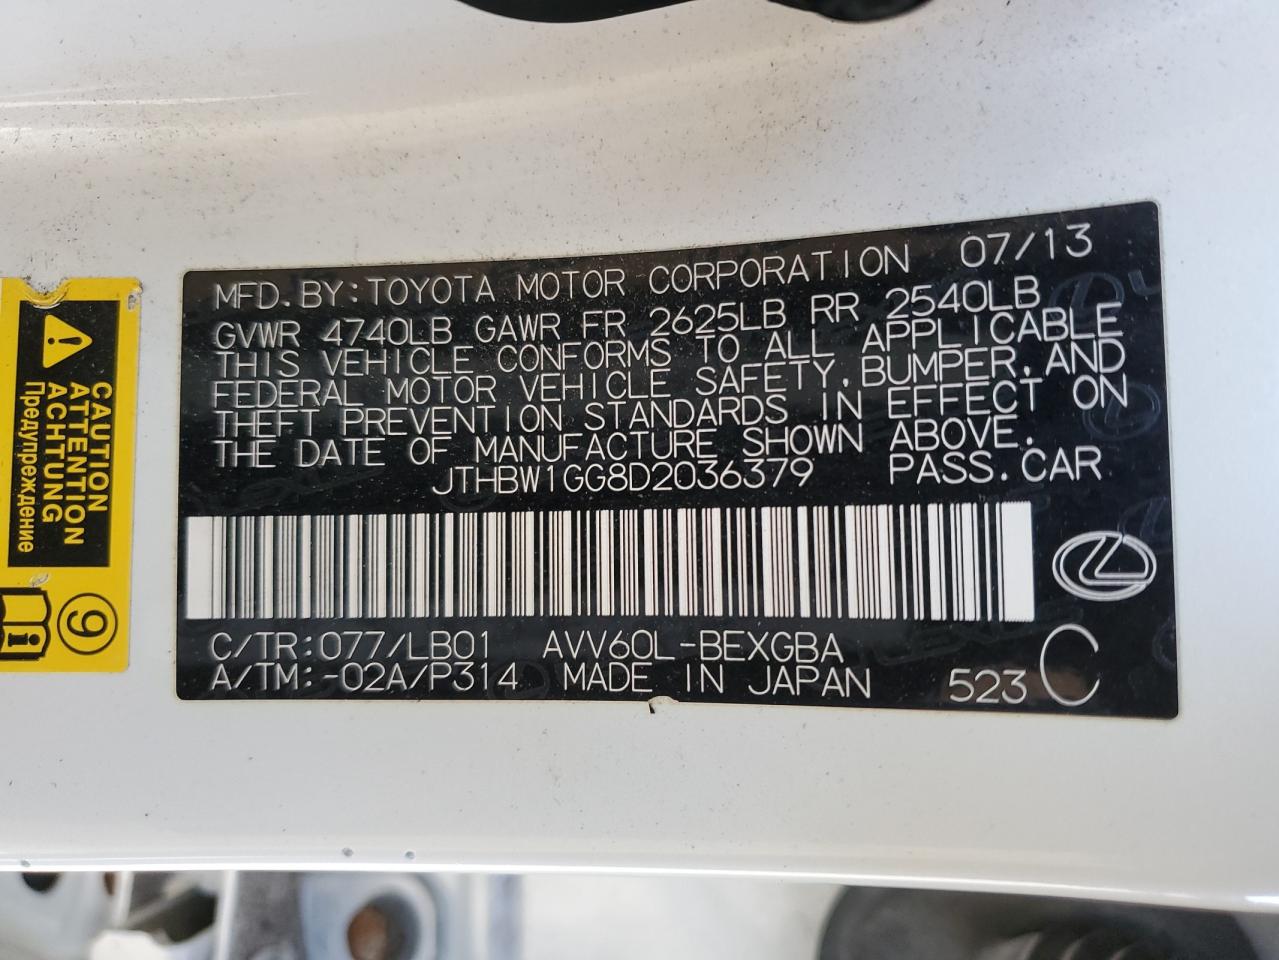 MFD.BY:TOYOTA MOTOR CORPORATION 07/13
GVWR 4740LB GAWR FR 2625LB RR 2540LB
THIS VEHICLE CONFORMS TO ALL APPLICABLE
FEDERAL MOTOR VEHICLE SAFETY,BUMPER,AND
THEFT PREVENTION STANDARDS IN EFFECT ON
THE DATE OF MANUFACTURE SHOWN ABOVE.
JTHBW1GG8D2036379 PASS.CAR
C/TR:077/LB01 AVV60L-BEXGBA
A/TM:-02A/P314 MADE IN JAPAN 523 C
CAUTION
ATTENTION
ACHTUNG
Предупреждение
9